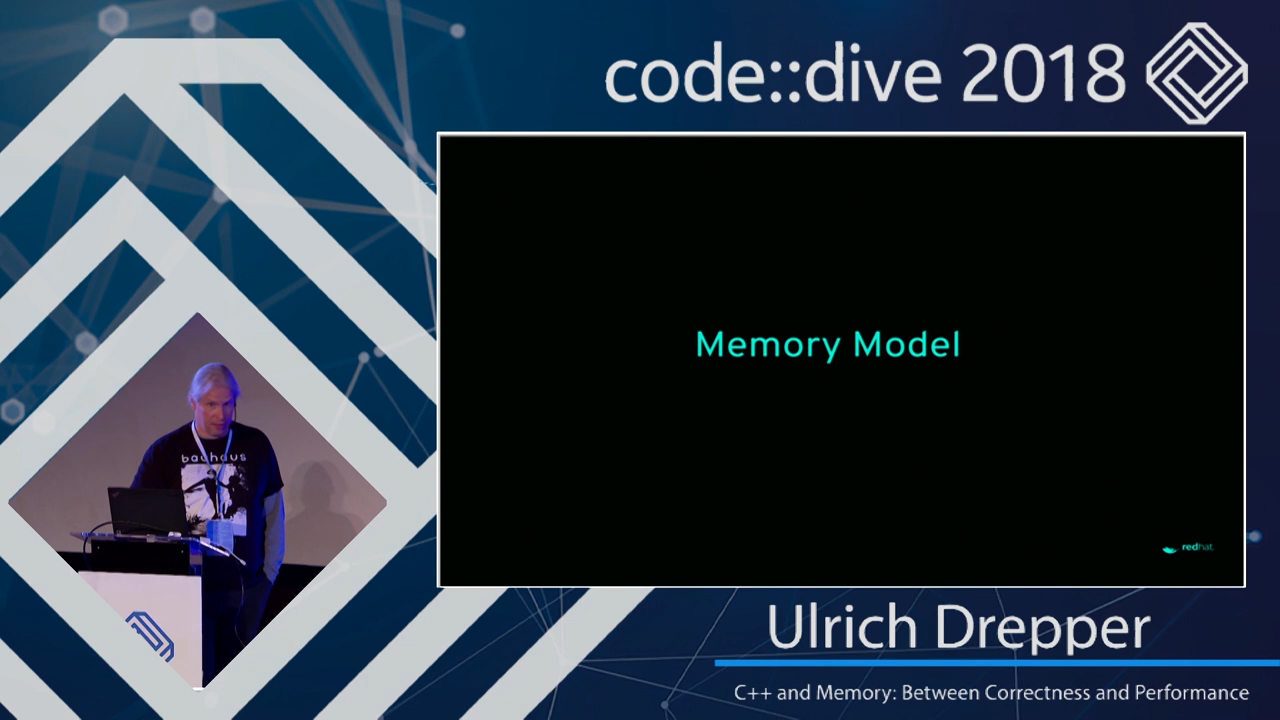 code::dive 2018
Memory Model
redhat.
Ulrich Drepper
C++ and Memory: Between Correctness and Performance
bauhaus